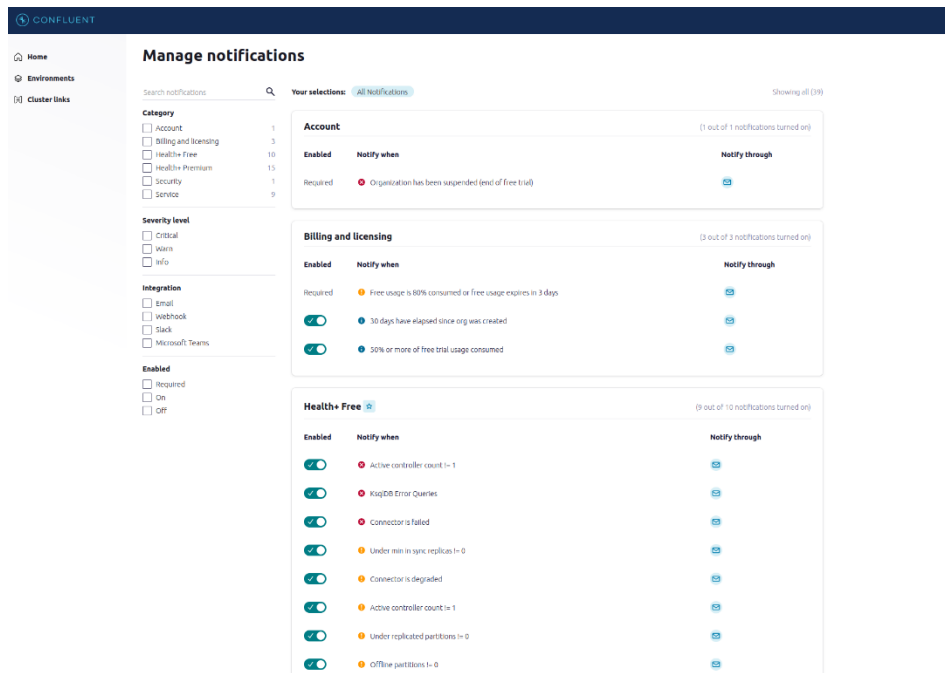 CONFLUENT
Home
Environments
Cluster links
Manage notifications
Search notifications
Your selections: All Notifications
Showing all (39)
Category
Account 1
Billing and licensing 3
Health+ Free 10
Health+ Premium 15
Security 1
Service 9
Severity level
Critical
Warn
Info
Integration
Email
Webhook
Slack
Microsoft Teams
Enabled
Required
On
Off
Account (1 out of 1 notifications turned on)
Enabled Notify when Notify through
Required Organization has been suspended (end of free trial)
Billing and licensing (3 out of 3 notifications turned on)
Enabled Notify when Notify through
Required Free usage is 80% consumed or free usage expires in 3 days
30 days have elapsed since org was created
50% or more of free trial usage consumed
Health+ Free (9 out of 10 notifications turned on)
Enabled Notify when Notify through
Active controller count != 1
KsqlDB Error Queries
Connector is failed
Under min in sync replicas != 0
Connector is degraded
Active controller count != 1
Under replicated partitions != 0
Offline partitions != 0